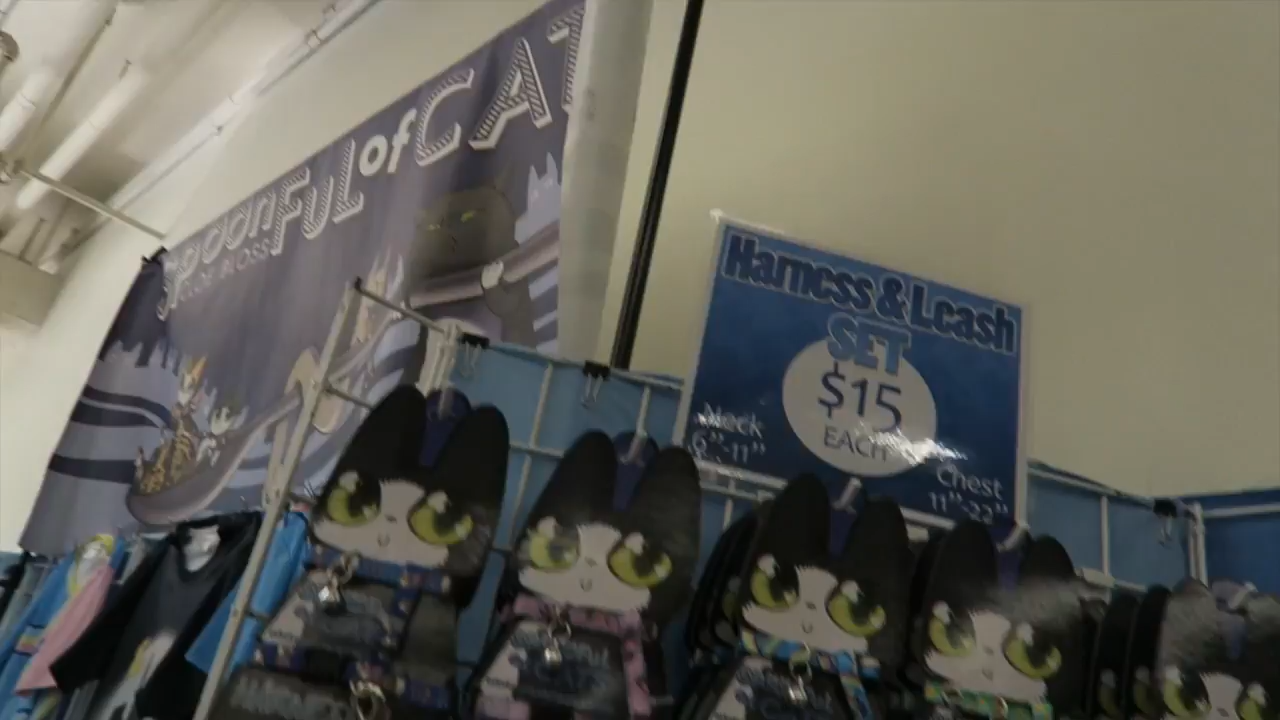 SpoonFUL of CAT
Harness & Leash
SET
$15
EACH
Neck
6"-11"
Chest
11"-22"